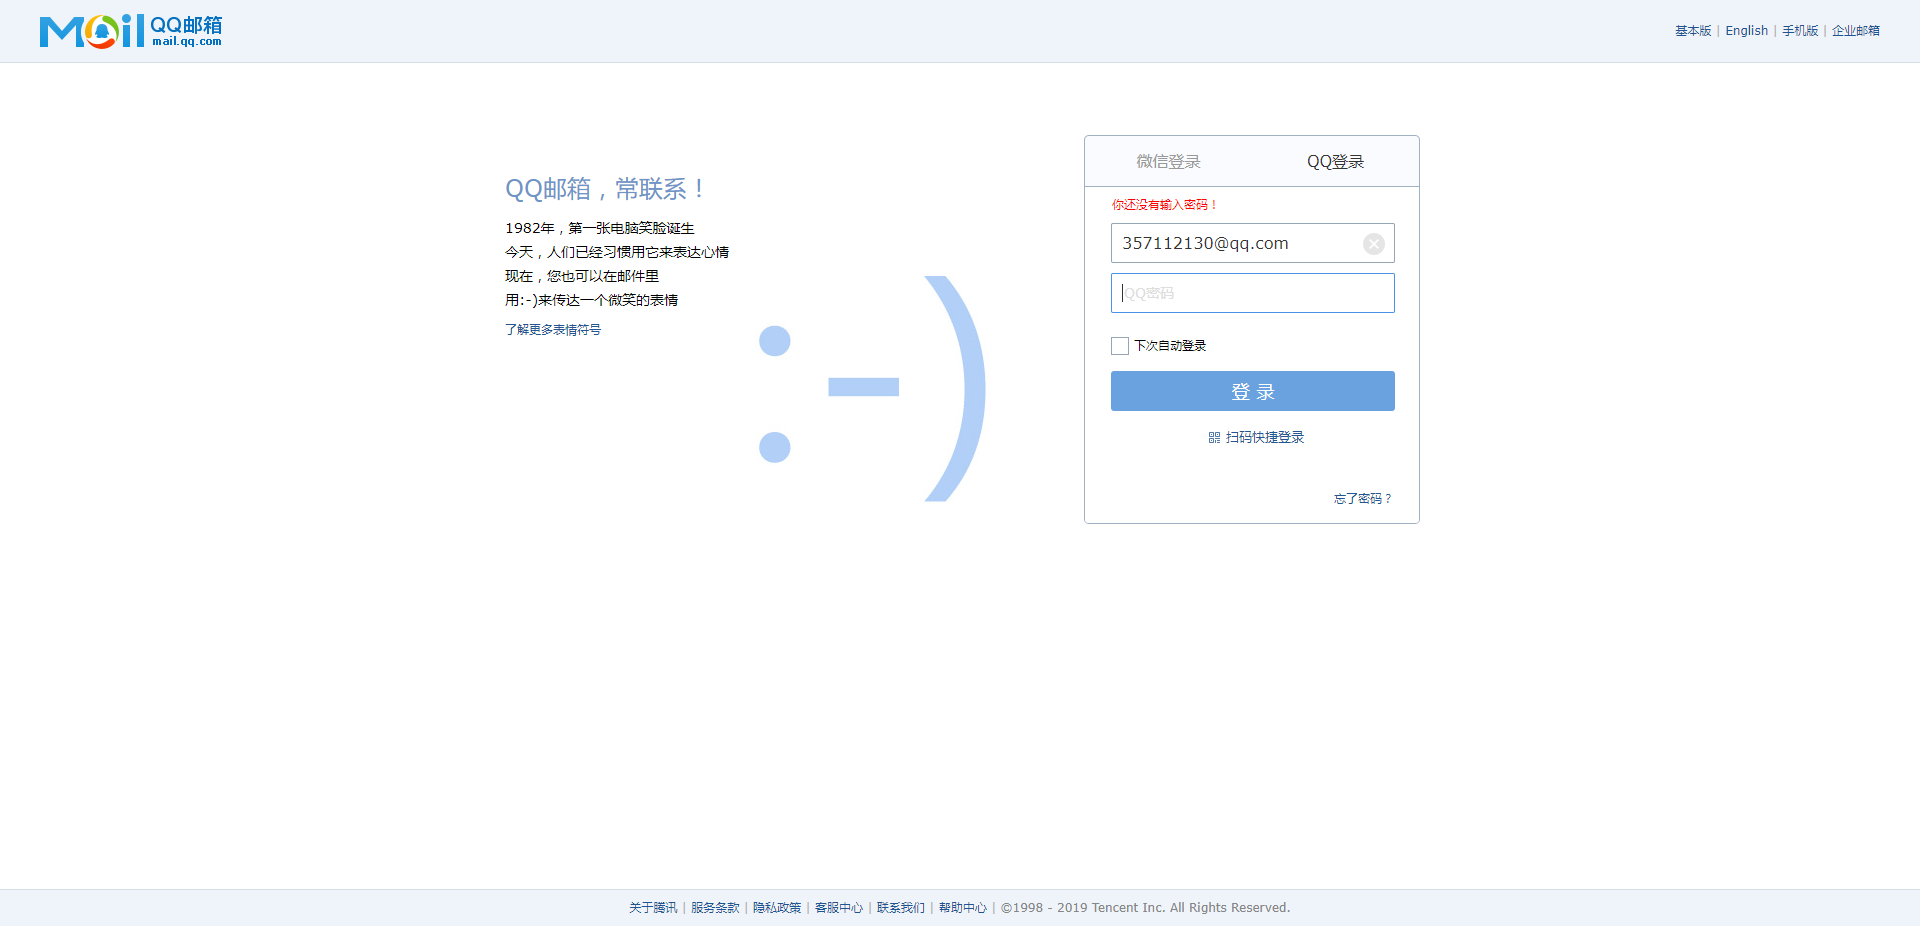 Mail QQ邮箱
mail.qq.com
基本版 | English | 手机版 | 企业邮箱
QQ邮箱，常联系！
1982年，第一张电脑笑脸诞生
今天，人们已经习惯用它来表达心情
现在，您也可以在邮件里
用:-)来传达一个微笑的表情
了解更多表情符号
:-)
微信登录 QQ登录
你还没有输入密码！
357112130@qq.com
QQ密码
下次自动登录
登 录
扫码快捷登录
忘了密码？
关于腾讯 | 服务条款 | 隐私政策 | 客服中心 | 联系我们 | 帮助中心 | ©1998 - 2019 Tencent Inc. All Rights Reserved.